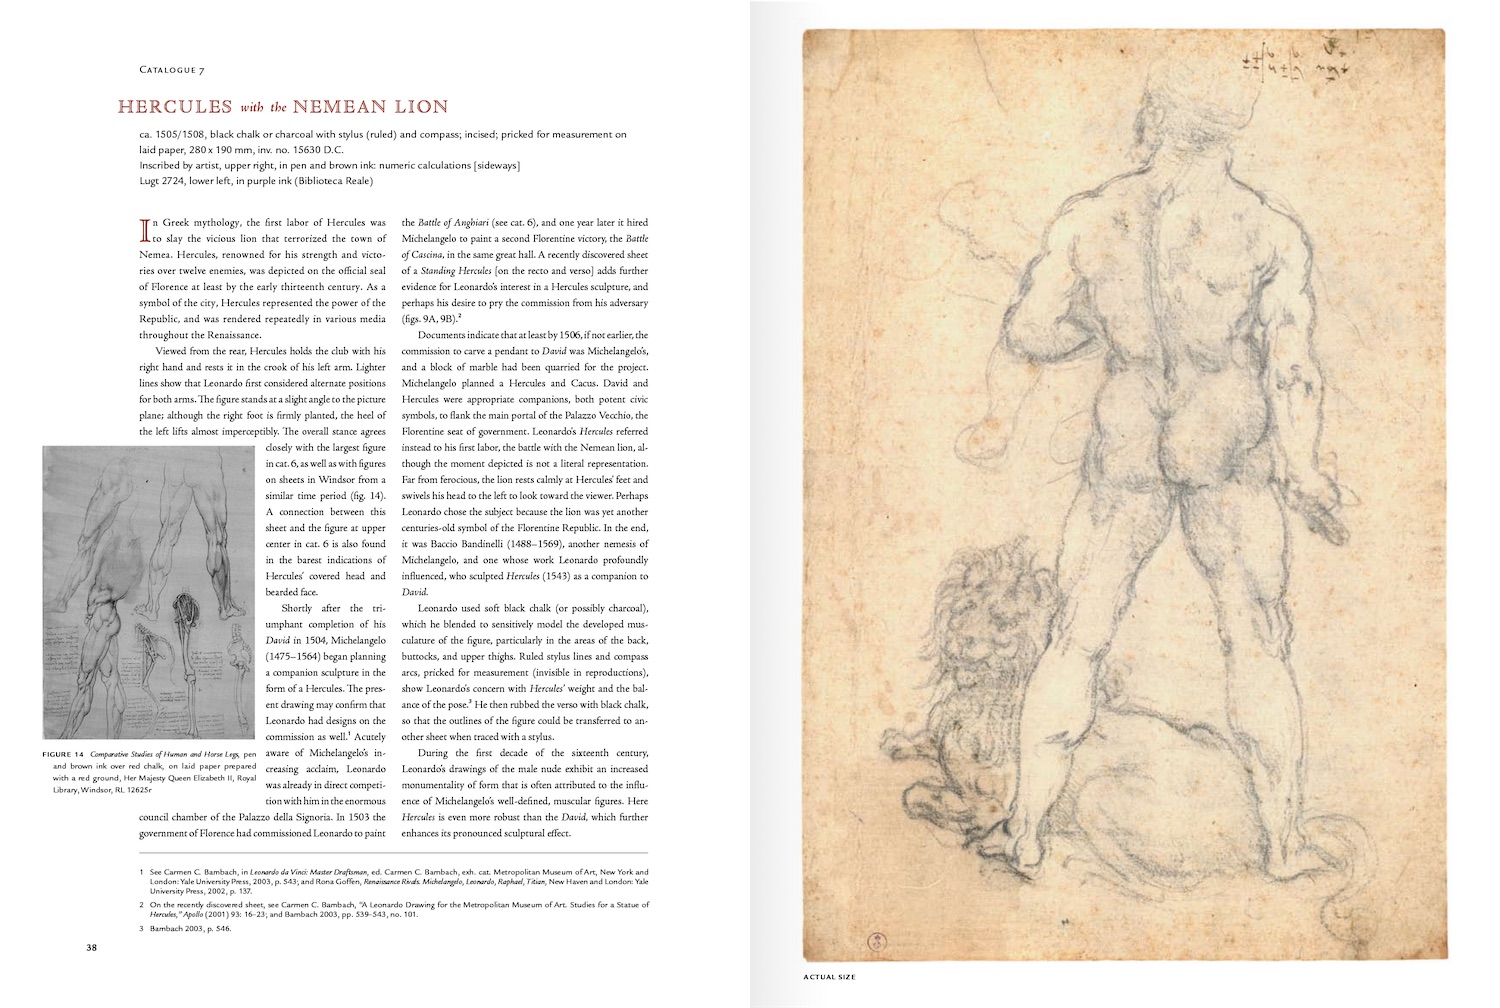 CATALOGUE 7
HERCULES with the NEMEAN LION
ca. 1505/1508, black chalk or charcoal with stylus (ruled) and compass; incised; pricked for measurement on
laid paper, 280 x 190 mm, inv. no. 15630 D.C.
Inscribed by artist, upper right, in pen and brown ink: numeric calculations [sideways]
Lugt 2724, lower left, in purple ink (Biblioteca Reale)
In Greek mythology, the first labor of Hercules was
to slay the vicious lion that terrorized the town of
Nemea. Hercules, renowned for his strength and victo-
ries over twelve enemies, was depicted on the official seal
of Florence at least by the early thirteenth century. As a
symbol of the city, Hercules represented the power of the
Republic, and was rendered repeatedly in various media
throughout the Renaissance.
Viewed from the rear, Hercules holds the club with his
right hand and rests it in the crook of his left arm. Lighter
lines show that Leonardo first considered alternate positions
for both arms. The figure stands at a slight angle to the picture
plane; although the right foot is firmly planted, the heel of
the left lifts almost imperceptibly. The overall stance agrees
closely with the largest figure
in cat. 6, as well as with figures
on sheets in Windsor from a
similar time period (fig. 14).
A connection between this
sheet and the figure at upper
center in cat. 6 is also found
in the barest indications of
Hercules' covered head and
bearded face.
Shortly after the tri-
umphant completion of his
David in 1504, Michelangelo
(1475–1564) began planning
a companion sculpture in the
form of a Hercules. The pres-
ent drawing may confirm that
Leonardo had designs on the
commission as well.1 Acutely
aware of Michelangelo's in-
creasing acclaim, Leonardo
was already in direct competi-
tion with him in the enormous
council chamber of the Palazzo della Signoria. In 1503 the
government of Florence had commissioned Leonardo to paint
FIGURE 14 Comparative Studies of Human and Horse Legs, pen
and brown ink over red chalk, on laid paper prepared
with a red ground, Her Majesty Queen Elizabeth II, Royal
Library, Windsor, RL 12625r
the Battle of Anghiari (see cat. 6), and one year later it hired
Michelangelo to paint a second Florentine victory, the Battle
of Cascina, in the same great hall. A recently discovered sheet
of a Standing Hercules [on the recto and verso] adds further
evidence for Leonardo's interest in a Hercules sculpture, and
perhaps his desire to pry the commission from his adversary
(figs. 9A, 9B).2
Documents indicate that at least by 1506, if not earlier, the
commission to carve a pendant to David was Michelangelo's,
and a block of marble had been quarried for the project.
Michelangelo planned a Hercules and Cacus. David and
Hercules were appropriate companions, both potent civic
symbols, to flank the main portal of the Palazzo Vecchio, the
Florentine seat of government. Leonardo's Hercules referred
instead to his first labor, the battle with the Nemean lion, al-
though the moment depicted is not a literal representation.
Far from ferocious, the lion rests calmly at Hercules' feet and
swivels his head to the left to look toward the viewer. Perhaps
Leonardo chose the subject because the lion was yet another
centuries-old symbol of the Florentine Republic. In the end,
it was Baccio Bandinelli (1488–1569), another nemesis of
Michelangelo, and one whose work Leonardo profoundly
influenced, who sculpted Hercules (1543) as a companion to
David.
Leonardo used soft black chalk (or possibly charcoal),
which he blended to sensitively model the developed mus-
culature of the figure, particularly in the areas of the back,
buttocks, and upper thighs. Ruled stylus lines and compass
arcs, pricked for measurement (invisible in reproductions),
show Leonardo's concern with Hercules' weight and the bal-
ance of the pose.3 He then rubbed the verso with black chalk,
so that the outlines of the figure could be transferred to an-
other sheet when traced with a stylus.
During the first decade of the sixteenth century,
Leonardo's drawings of the male nude exhibit an increased
monumentality of form that is often attributed to the influ-
ence of Michelangelo's well-defined, muscular figures. Here
Hercules is even more robust than the David, which further
enhances its pronounced sculptural effect.
1 See Carmen C. Bambach, in Leonardo da Vinci: Master Draftsman, ed. Carmen C. Bambach, exh. cat. Metropolitan Museum of Art, New York and
London: Yale University Press, 2003, p. 543; and Rona Goffen, Renaissance Rivals. Michelangelo, Leonardo, Raphael, Titian, New Haven and London: Yale
University Press, 2002, p. 137.
2 On the recently discovered sheet, see Carmen C. Bambach, "A Leonardo Drawing for the Metropolitan Museum of Art. Studies for a Statue of
Hercules," Apollo (2001) 93: 16–23; and Bambach 2003, pp. 539–543, no. 101.
3 Bambach 2003, p. 546.
38
ACTUAL SIZE